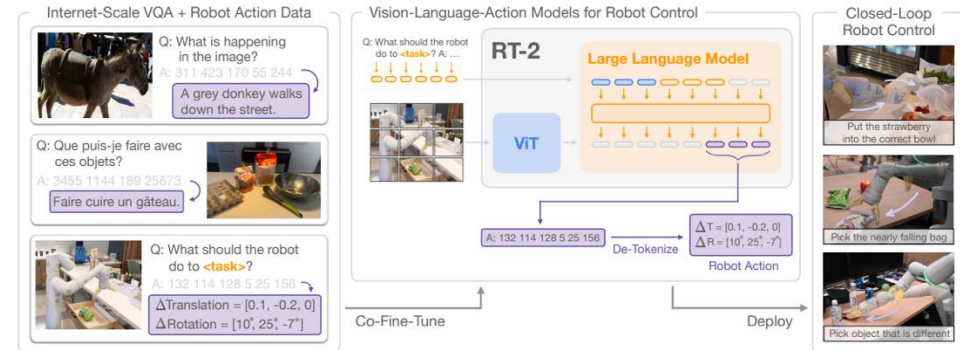 Internet-Scale VQA + Robot Action Data
Q: What is happening
in the image?
A: 311 423 170 55 244
A grey donkey walks
down the street.
Q: Que puis-je faire avec
ces objets?
A: 3455 1144 189 25673
Faire cuire un gâteau.
Q: What should the robot
do to <task>?
A: 132 114 128 5 25 156
ΔTranslation = [0.1, -0.2, 0]
ΔRotation = [10°, 25°, -7°]
Co-Fine-Tune
Vision-Language-Action Models for Robot Control
Q: What should the robot
do to <task>? A: ...
RT-2
Large Language Model
ViT
A: 132 114 128 5 25 156
De-Tokenize
ΔT = [0.1, -0.2, 0]
ΔR = [10°, 25°, -7°]
Robot Action
Deploy
Closed-Loop
Robot Control
Put the strawberry
into the correct bowl
Pick the nearly falling bag
Pick object that is different